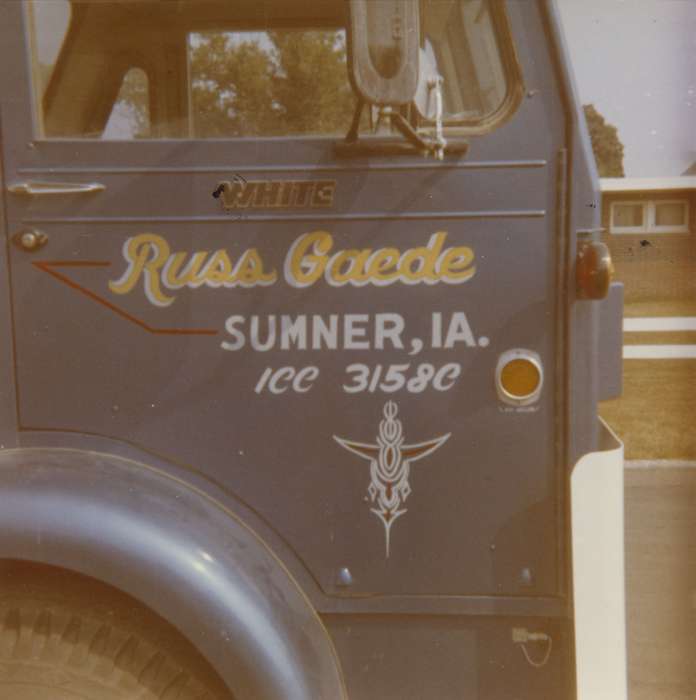 WHITE
Russ Gaede
SUMNER, IA.
ICC 3158C